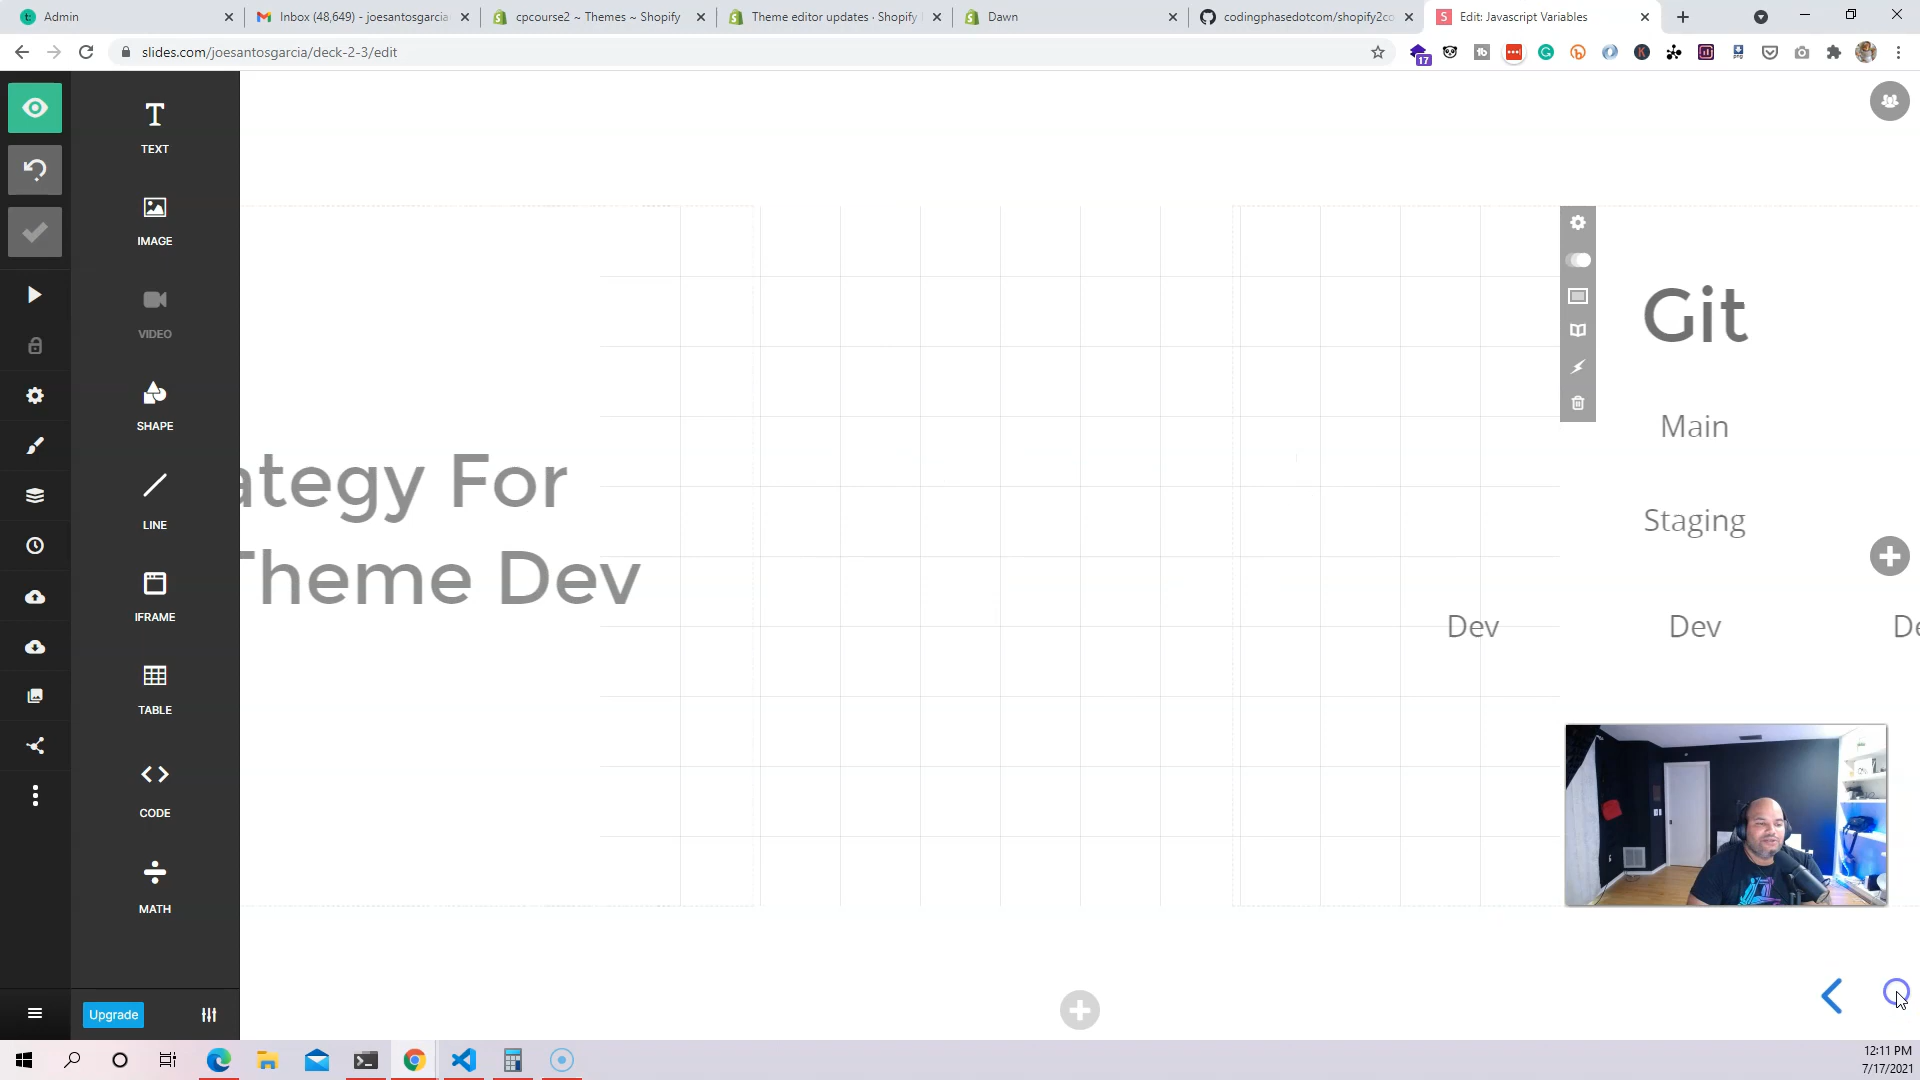 Admin
Inbox (48,649) - joesantosgarcia
cpcourse2 ~ Themes ~ Shopify
Theme editor updates · Shopify
Dawn
codingphasedotcom/shopify2co
Edit: Javascript Variables
slides.com/joesantosgarcia/deck-2-3/edit
17
TEXT
IMAGE
VIDEO
SHAPE
LINE
IFRAME
TABLE
CODE
MATH
Upgrade
ategy For
Theme Dev
Git
Main
Staging
Dev
Dev
De
12:11 PM
7/17/2021